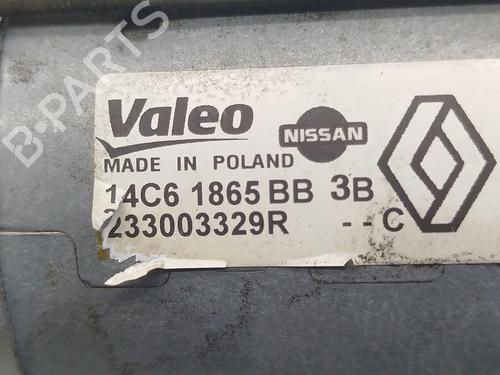 B-PARTS
Valeo
NISSAN
MADE IN POLAND
14C6 1865 BB 3B
233003329R -- C